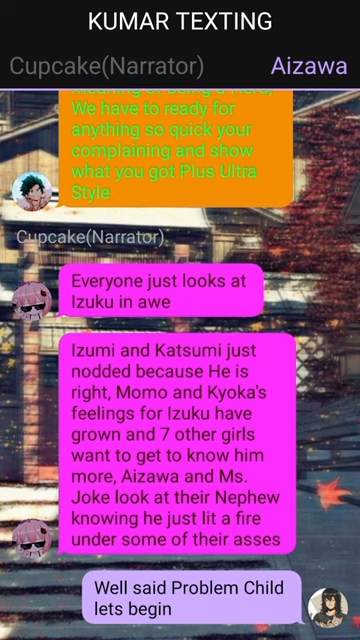 KUMAR TEXTING
Cupcake(Narrator)
Aizawa
meaning of being a Hero,
We have to ready for
anything so quick your
complaining and show
what you got Plus Ultra
Style
Cupcake(Narrator)
Everyone just looks at
Izuku in awe
Izumi and Katsumi just
nodded because He is
right, Momo and Kyoka's
feelings for Izuku have
grown and 7 other girls
want to get to know him
more, Aizawa and Ms.
Joke look at their Nephew
knowing he just lit a fire
under some of their asses
Well said Problem Child
lets begin